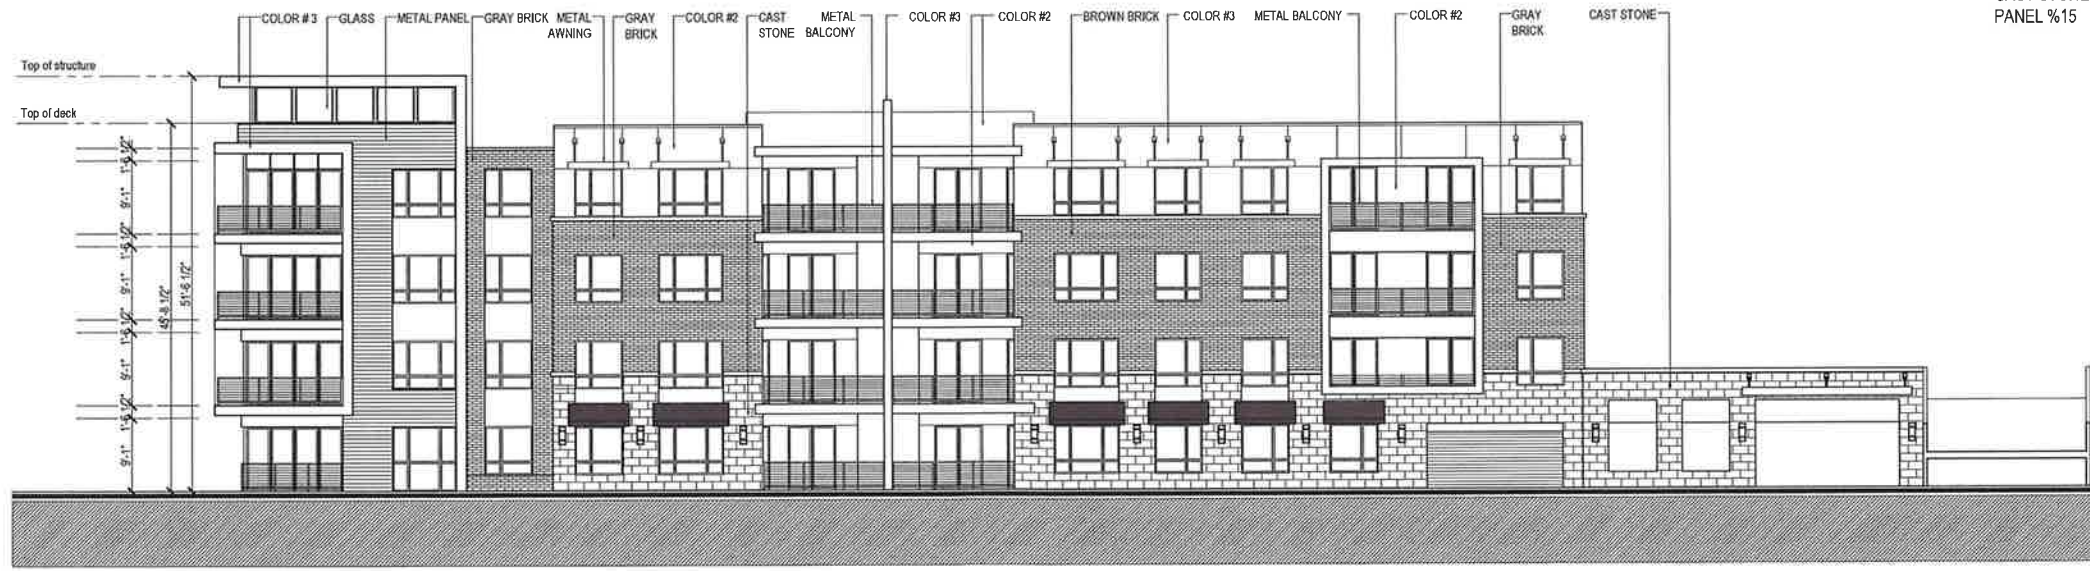 PANEL %15
COLOR # 3
GLASS
METAL PANEL
GRAY BRICK
METAL
AWNING
GRAY
BRICK
COLOR #2
CAST
STONE
METAL
BALCONY
COLOR #3
COLOR #2
BROWN BRICK
COLOR #3
METAL BALCONY
COLOR #2
GRAY
BRICK
CAST STONE
Top of structure
Top of deck
1'-6 1/2"
9'-1"
1'-6 1/2"
9'-1"
1'-6 1/2"
9'-1"
1'-6 1/2"
9'-1"
45'-8 1/2"
51'-6 1/2"